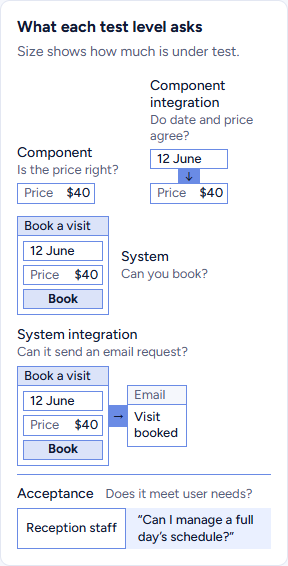 What each test level asks
Size shows how much is under test.
Component
integration
Do date and price
agree?
12 June
↓
Price $40
Component
Is the price right?
Price $40
Book a visit
12 June
Price $40
Book
System
Can you book?
System integration
Can it send an email request?
Book a visit
12 June
Price $40
Book
→
Email
Visit
booked
Acceptance Does it meet user needs?
Reception staff
“Can I manage a full
day’s schedule?”